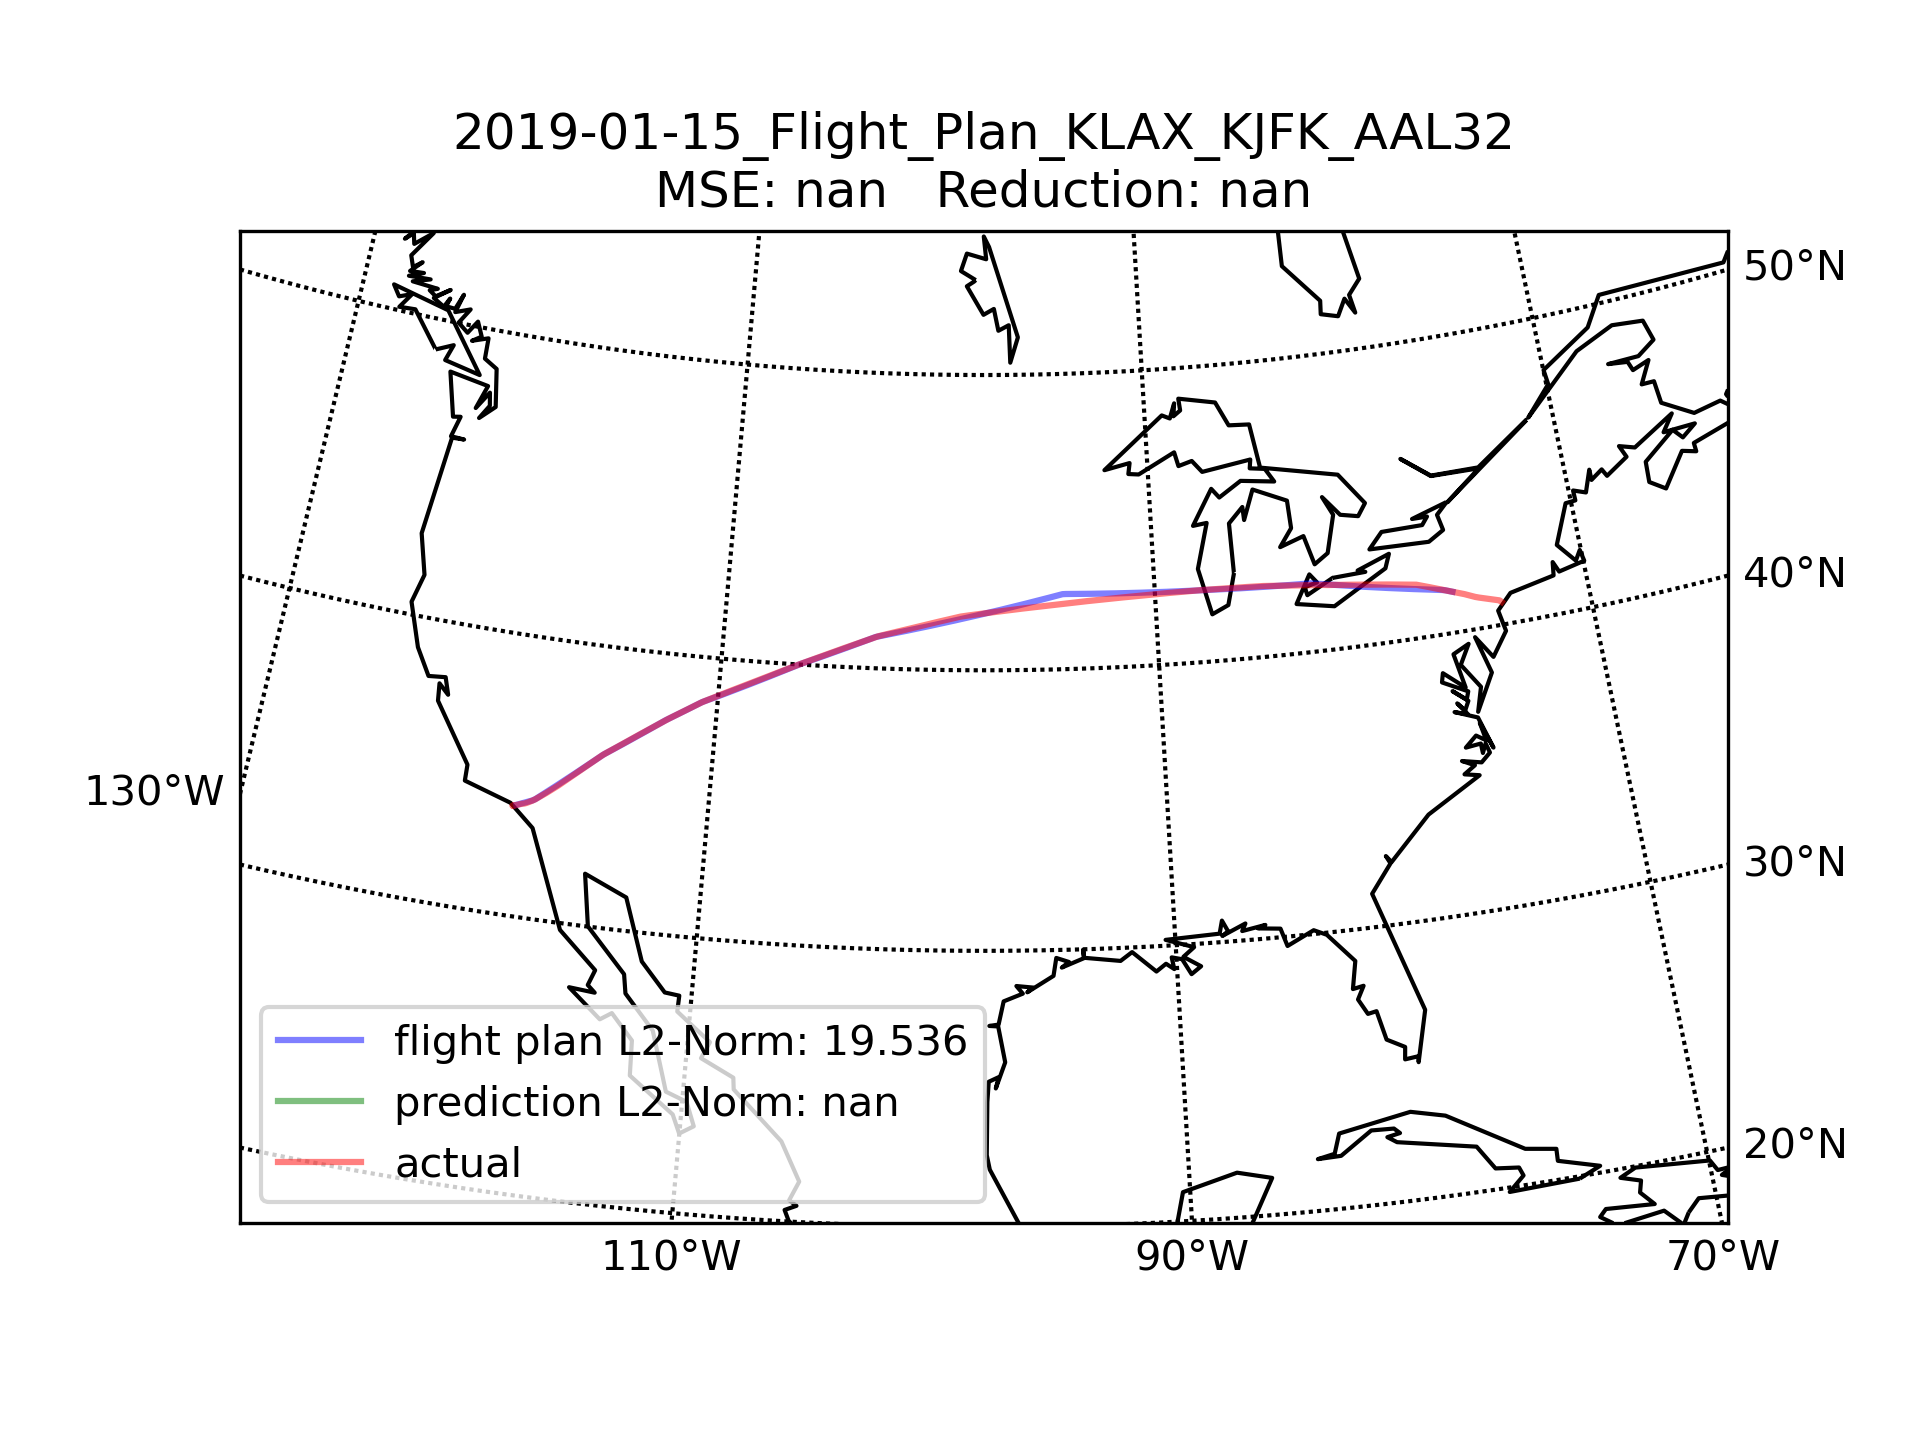 2019-01-15_Flight_Plan_KLAX_KJFK_AAL32
MSE: nan   Reduction: nan
50°N
40°N
130°W
30°N
flight plan L2-Norm: 19.536
prediction L2-Norm: nan
20°N
actual
110°W
90°W
70°W